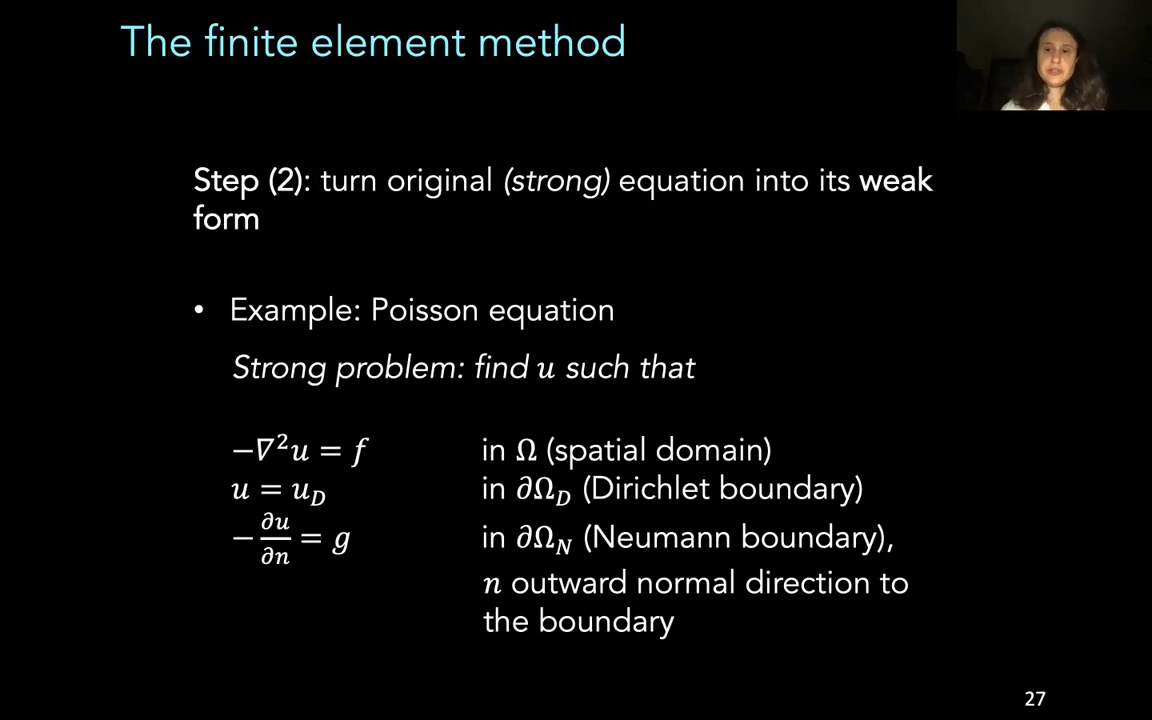 The finite element method
Step (2): turn original (strong) equation into its weak
form
• Example: Poisson equation
Strong problem: find u such that
−∇²u = f in Ω (spatial domain)
u = u_D in ∂Ω_D (Dirichlet boundary)
−∂u/∂n = g in ∂Ω_N (Neumann boundary),
n outward normal direction to
the boundary
27